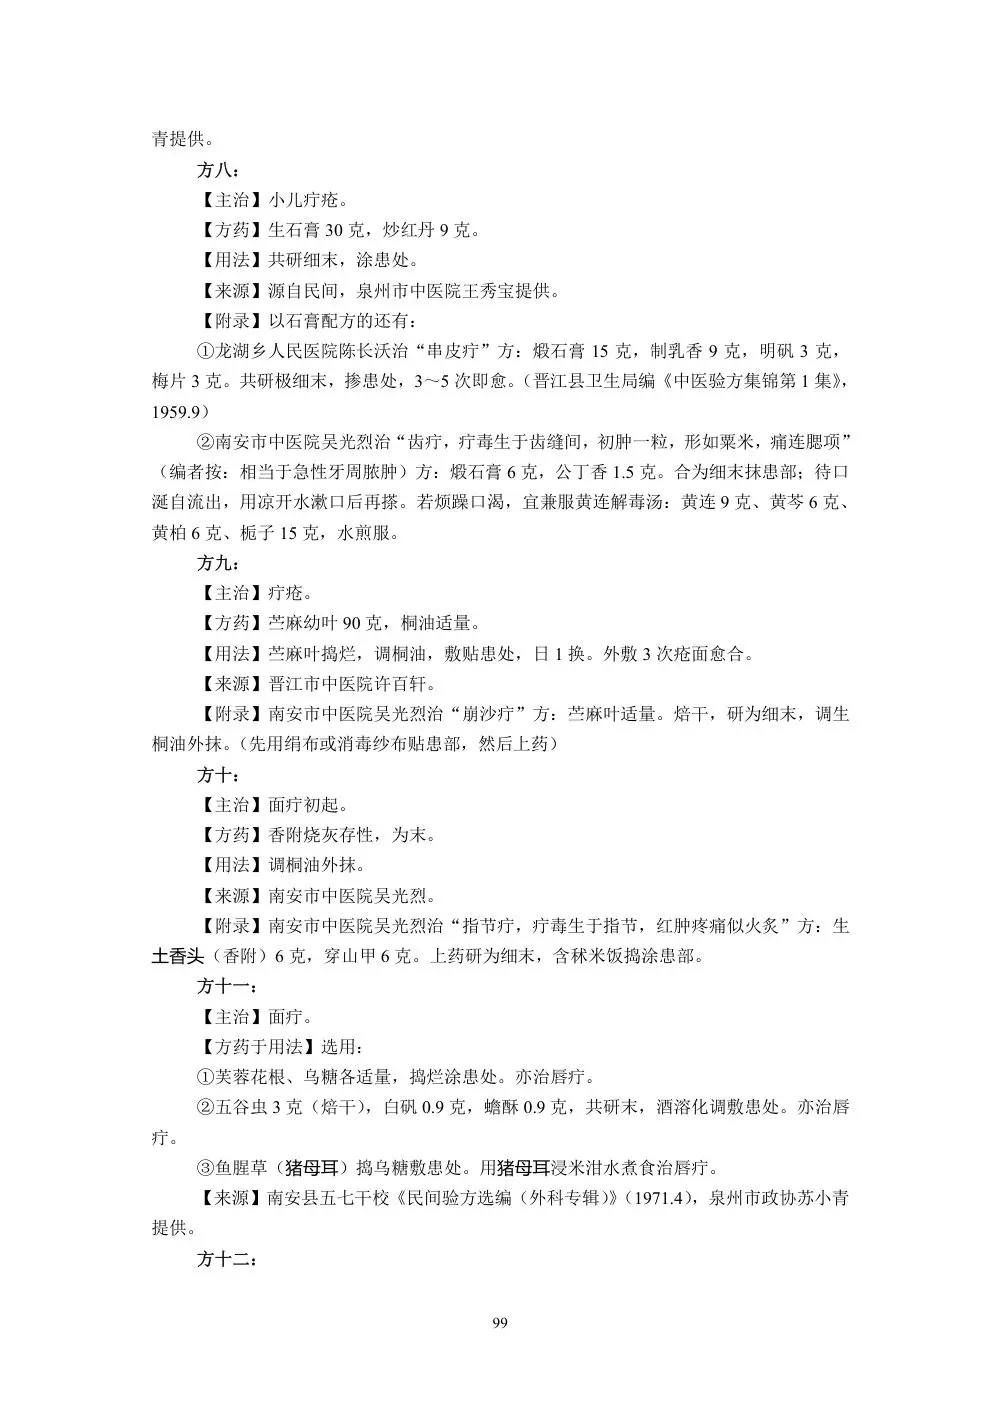 青提供。
方八：
【主治】小儿疔疮。
【方药】生石膏 30 克，炒红丹 9 克。
【用法】共研细末，涂患处。
【来源】源自民间，泉州市中医院王秀宝提供。
【附录】以石膏配方的还有：
①龙湖乡人民医院陈长沃治“串皮疔”方：煅石膏 15 克，制乳香 9 克，明矾 3 克，
梅片 3 克。共研极细末，掺患处，3～5 次即愈。（晋江县卫生局编《中医验方集锦第 1 集》，
1959.9）
②南安市中医院吴光烈治“齿疔，疔毒生于齿缝间，初肿一粒，形如粟米，痛连腮项”
（编者按：相当于急性牙周脓肿）方：煅石膏 6 克，公丁香 1.5 克。合为细末抹患部；待口
涎自流出，用凉开水漱口后再搽。若烦躁口渴，宜兼服黄连解毒汤：黄连 9 克、黄芩 6 克、
黄柏 6 克、栀子 15 克，水煎服。
方九：
【主治】疔疮。
【方药】苎麻幼叶 90 克，桐油适量。
【用法】苎麻叶捣烂，调桐油，敷贴患处，日 1 换。外敷 3 次疮面愈合。
【来源】晋江市中医院许百轩。
【附录】南安市中医院吴光烈治“崩沙疔”方：苎麻叶适量。焙干，研为细末，调生
桐油外抹。（先用绢布或消毒纱布贴患部，然后上药）
方十：
【主治】面疔初起。
【方药】香附烧灰存性，为末。
【用法】调桐油外抹。
【来源】南安市中医院吴光烈。
【附录】南安市中医院吴光烈治“指节疔，疔毒生于指节，红肿疼痛似火炙”方：生
土香头（香附）6 克，穿山甲 6 克。上药研为细末，含秫米饭捣涂患部。
方十一：
【主治】面疔。
【方药于用法】选用：
①芙蓉花根、乌糖各适量，捣烂涂患处。亦治唇疔。
②五谷虫 3 克（焙干），白矾 0.9 克，蟾酥 0.9 克，共研末，酒溶化调敷患处。亦治唇
疔。
③鱼腥草（猪母耳）捣乌糖敷患处。用猪母耳浸米泔水煮食治唇疔。
【来源】南安县五七干校《民间验方选编（外科专辑）》（1971.4），泉州市政协苏小青
提供。
方十二：
99